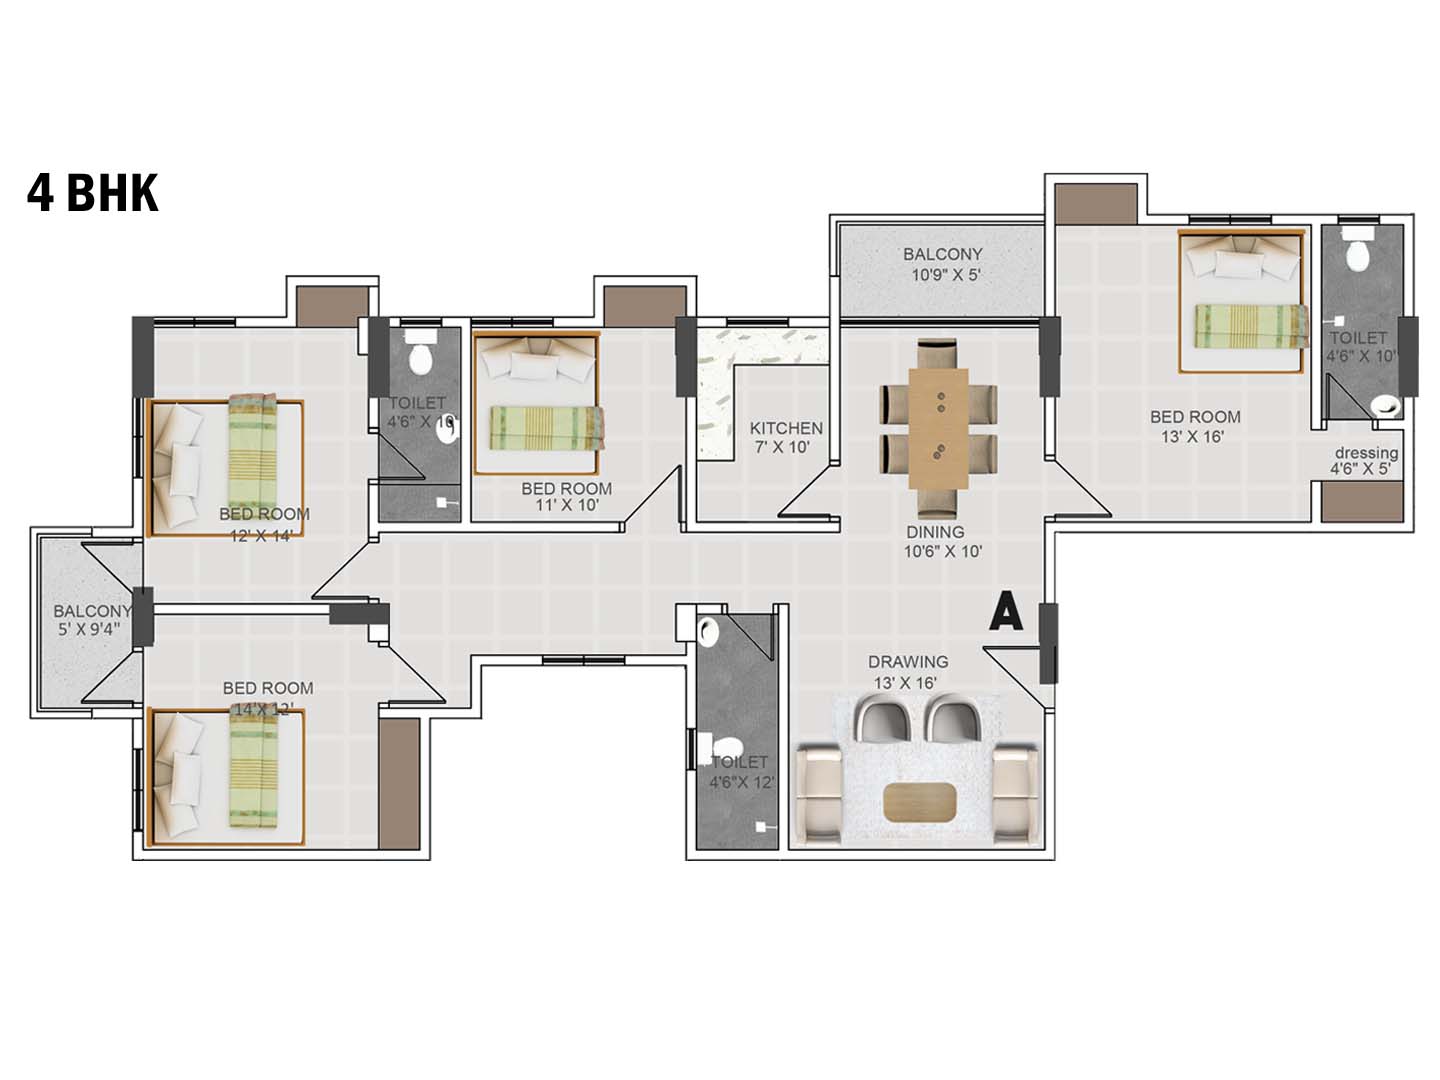 4 BHK
BALCONY
10'9" X 5'
TOILET
4'6" X 10'
BED ROOM
13' X 16'
dressing
4'6" X 5'
TOILET
4'6" X 10'
KITCHEN
7' X 10'
BED ROOM
11' X 10'
BED ROOM
12' X 14'
DINING
10'6" X 10'
BALCONY
5' X 9'4"
A
DRAWING
13' X 16'
BED ROOM
14' X 12'
TOILET
4'6"X 12'